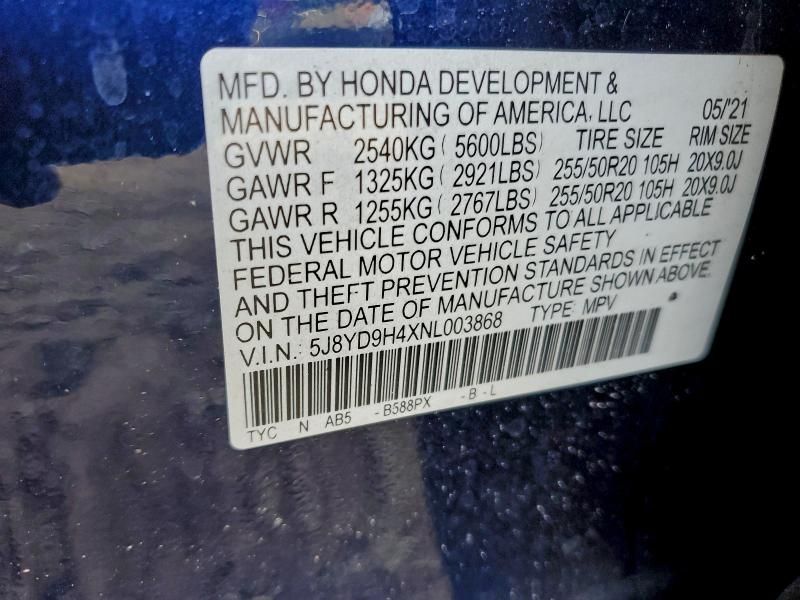 MFD. BY HONDA DEVELOPMENT &
MANUFACTURING OF AMERICA, LLC 05/'21
GVWR 2540KG ( 5600LBS) TIRE SIZE RIM SIZE
GAWR F 1325KG ( 2921LBS) 255/50R20 105H 20X9.0J
GAWR R 1255KG ( 2767LBS) 255/50R20 105H 20X9.0J
THIS VEHICLE CONFORMS TO ALL APPLICABLE
FEDERAL MOTOR VEHICLE SAFETY
AND THEFT PREVENTION STANDARDS IN EFFECT
ON THE DATE OF MANUFACTURE SHOWN ABOVE.
V.I.N. 5J8YD9H4XNL003868 TYPE: MPV
TYC N AB5 -B588PX -B -L